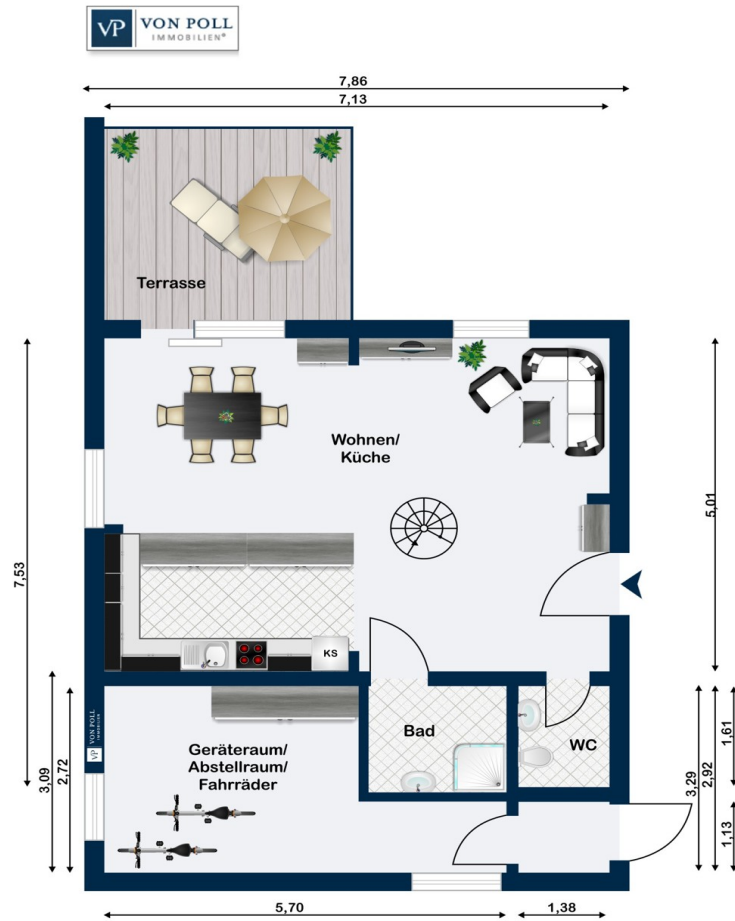 VP VON POLL
IMMOBILIEN®
7,86
7,13
Terrasse
Wohnen/
Küche
5,01
7,53
KS
Bad
WC
Geräteraum/
Abstellraum/
Fahrräder
VP VON POLL
IMMOBILIEN
3,09
2,72
3,29
2,92
1,61
1,13
5,70
1,38